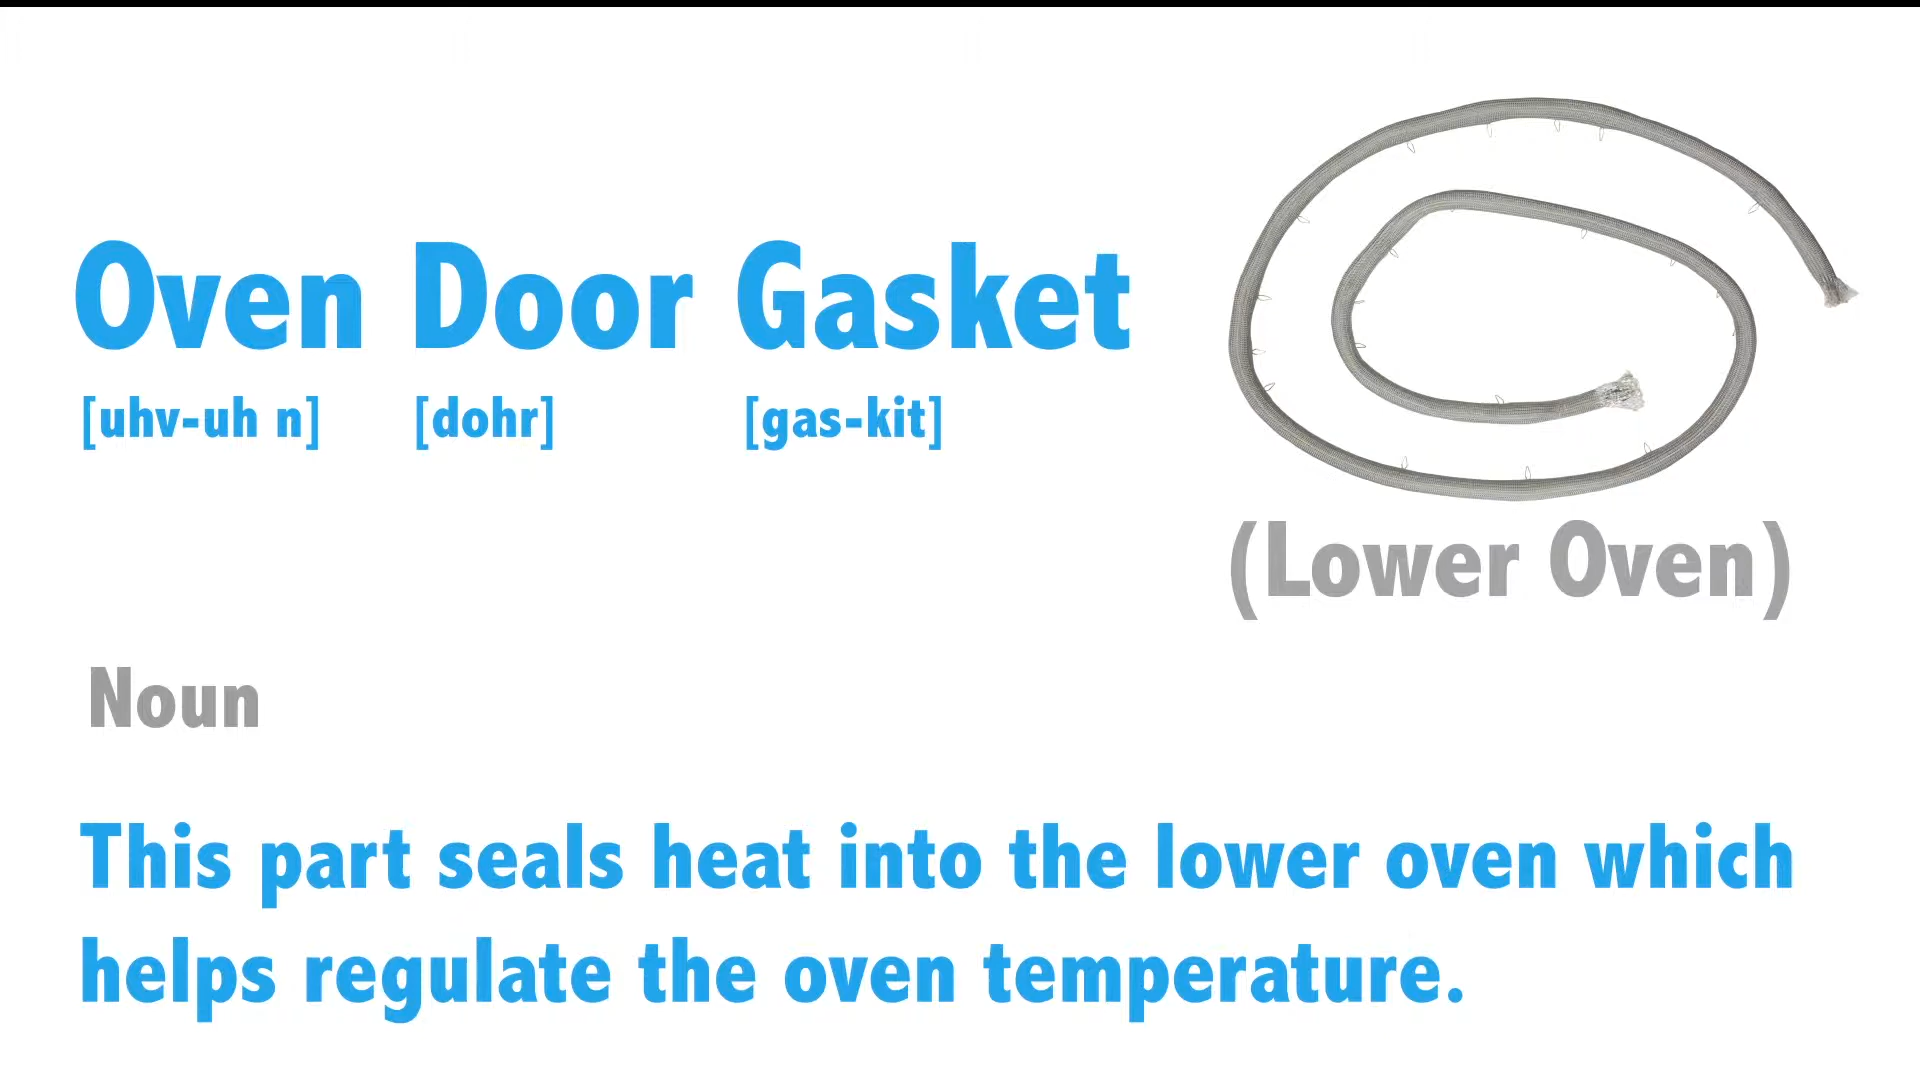 Oven Door Gasket
[uhv-uh n] [dohr] [gas-kit]
(Lower Oven)
Noun
This part seals heat into the lower oven which
helps regulate the oven temperature.